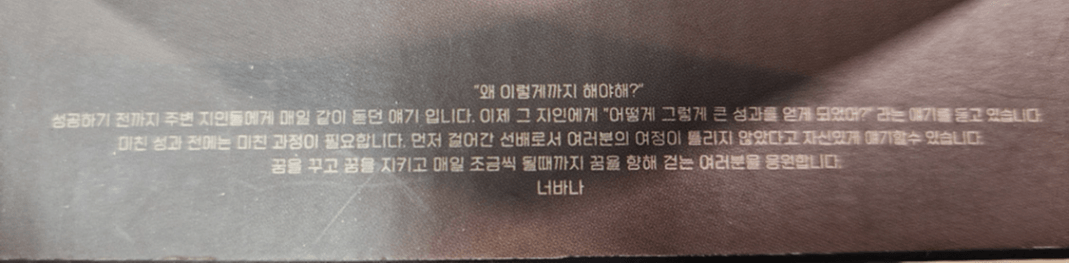 "왜 이렇게까지 해야해?"
성공하기 전까지 주변 지인들에게 매일 같이 듣던 얘기 입니다. 이제 그 지인에게 "어떻게 그렇게 큰 성과를 얻게 되었어?" 라는 얘기를 듣고 있습니다.
미친 성과 전에는 미친 과정이 필요합니다. 먼저 걸어간 선배로서 여러분의 여정이 틀리지 않았다고 자신있게 얘기할수 있습니다.
꿈을 꾸고 꿈을 지키고 매일 조금씩 될때까지 꿈을 향해 걷는 여러분을 응원합니다.
너바나